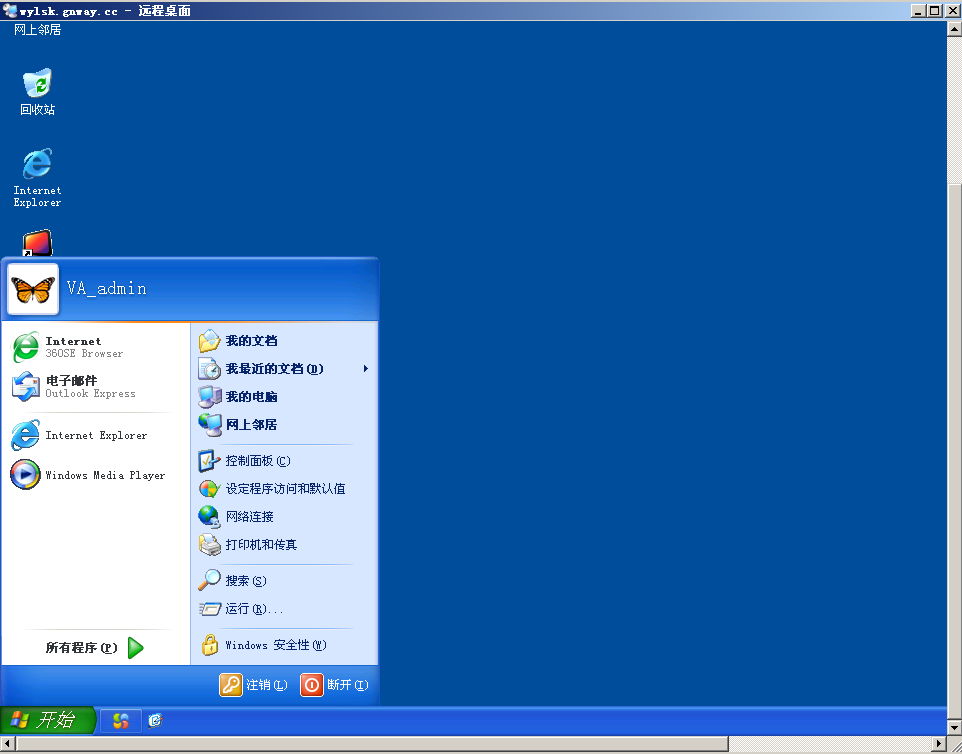 wylsk.gnway.cc - 远程桌面
网上邻居
回收站
Internet
Explorer
VA_admin
Internet
360SE Browser
电子邮件
Outlook Express
Internet Explorer
Windows Media Player
所有程序(P)
我的文档
我最近的文档(D)
我的电脑
网上邻居
控制面板(C)
设定程序访问和默认值
网络连接
打印机和传真
搜索(S)
运行(R)...
Windows 安全性(W)
注销(L)
断开(I)
开始